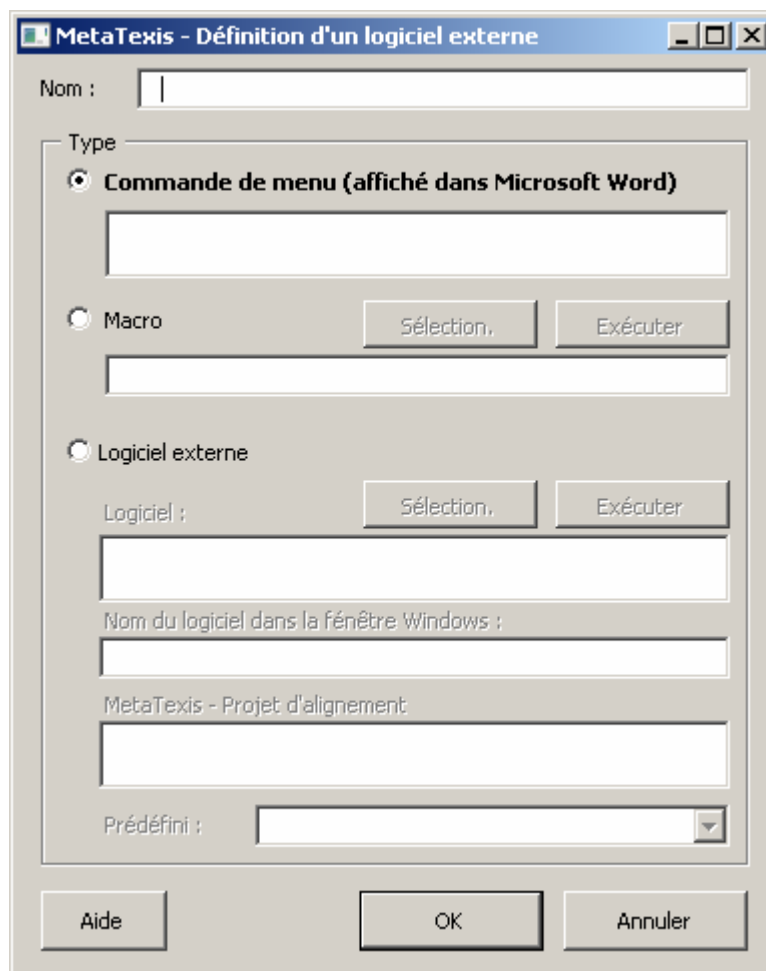 MetaTexis - Définition d'un logiciel externe
Nom :
Type
Commande de menu (affiché dans Microsoft Word)
Macro
Sélection.
Exécuter
Logiciel externe
Logiciel :
Sélection.
Exécuter
Nom du logiciel dans la fénêtre Windows :
MetaTexis - Projet d'alignement
Prédéfini :
Aide
OK
Annuler